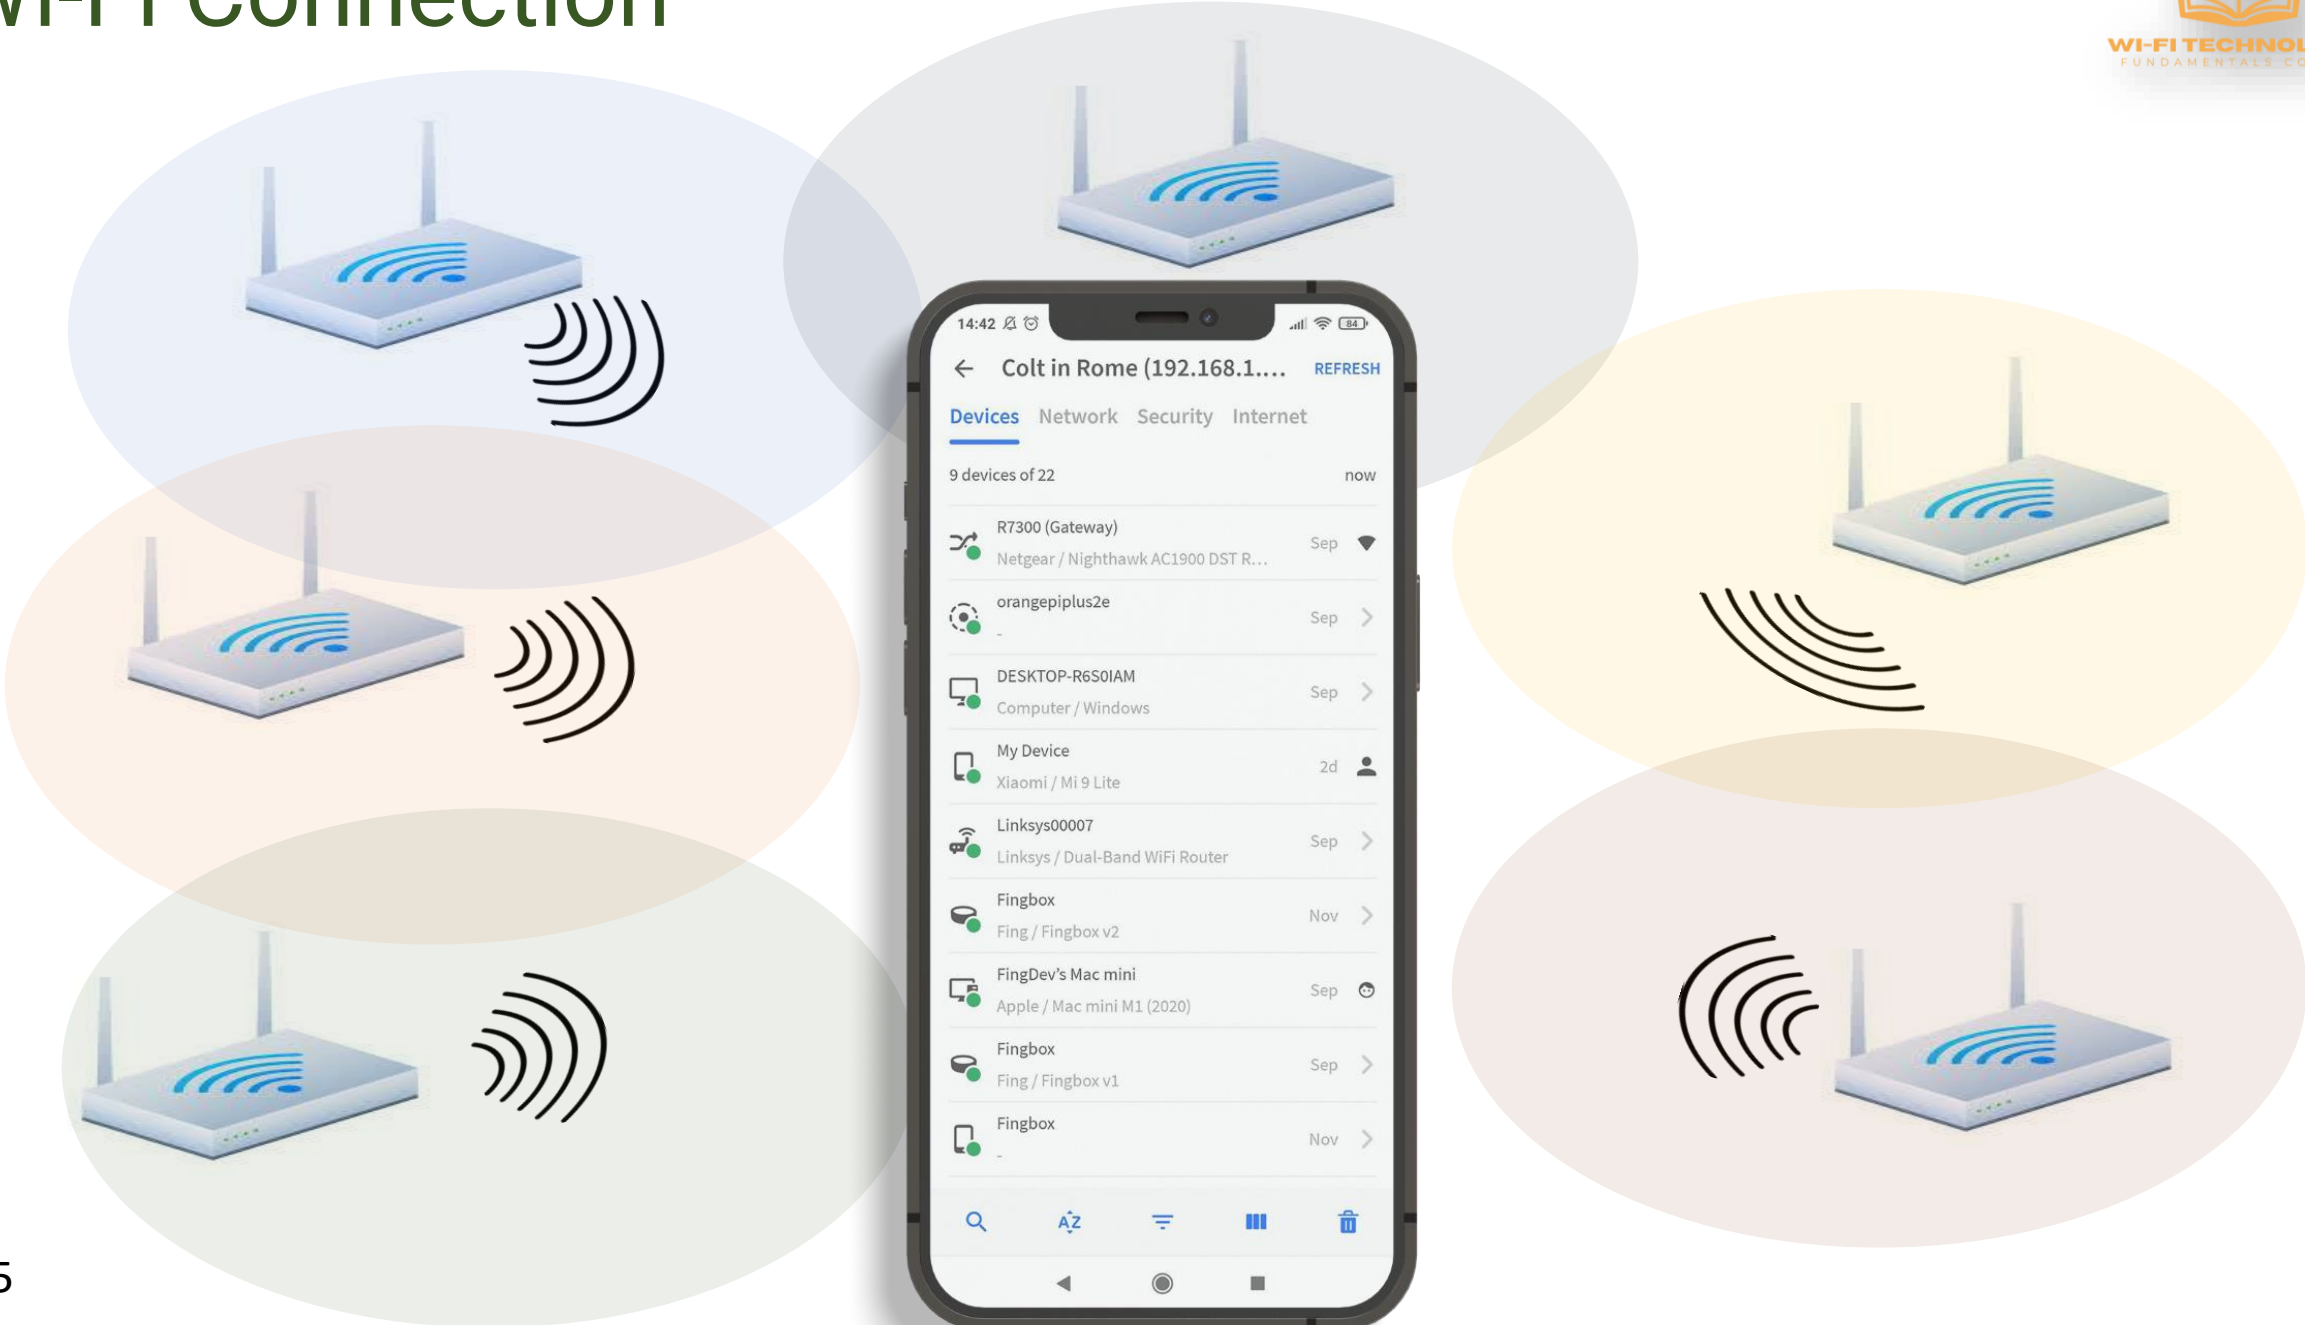 Wi-Fi Connection
WI-FI TECHNOL
FUNDAMENTALS CO
14:42
84
Colt in Rome (192.168.1....
REFRESH
Devices Network Security Internet
9 devices of 22
now
R7300 (Gateway)
Netgear / Nighthawk AC1900 DST R...
Sep
orangepiplus2e
-
Sep
DESKTOP-R6S0IAM
Computer / Windows
Sep
My Device
Xiaomi / Mi 9 Lite
2d
Linksys00007
Linksys / Dual-Band WiFi Router
Sep
Fingbox
Fing / Fingbox v2
Nov
FingDev's Mac mini
Apple / Mac mini M1 (2020)
Sep
Fingbox
Fing / Fingbox v1
Sep
Fingbox
-
Nov
AZ
5